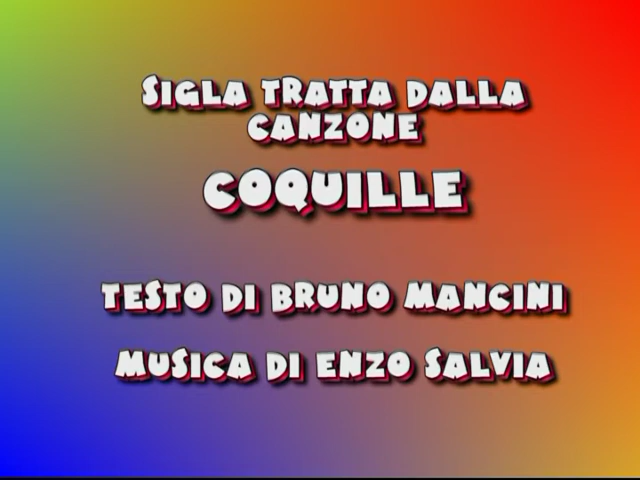 SIGLA TRATTA DALLA
CANZONE
COQUILLE
TESTO DI BRUNO MANCINI
MUSICA DI ENZO SALVIA